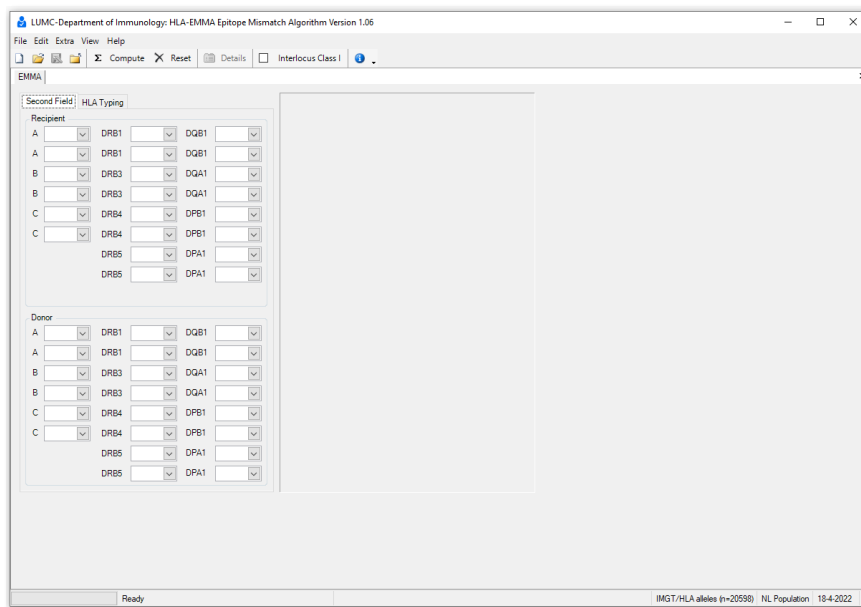 LUMC-Department of Immunology: HLA-EMMA Epitope Mismatch Algorithm Version 1.06
File Edit Extra View Help
Σ Compute Reset Details Interlocus Class I
EMMA
Second Field HLA Typing
Recipient
A DRB1 DQB1
A DRB1 DQB1
B DRB3 DQA1
B DRB3 DQA1
C DRB4 DPB1
C DRB4 DPB1
DRB5 DPA1
DRB5 DPA1
Donor
A DRB1 DQB1
A DRB1 DQB1
B DRB3 DQA1
B DRB3 DQA1
C DRB4 DPB1
C DRB4 DPB1
DRB5 DPA1
DRB5 DPA1
Ready IMGT/HLA alleles (n=20598) NL Population 18-4-2022